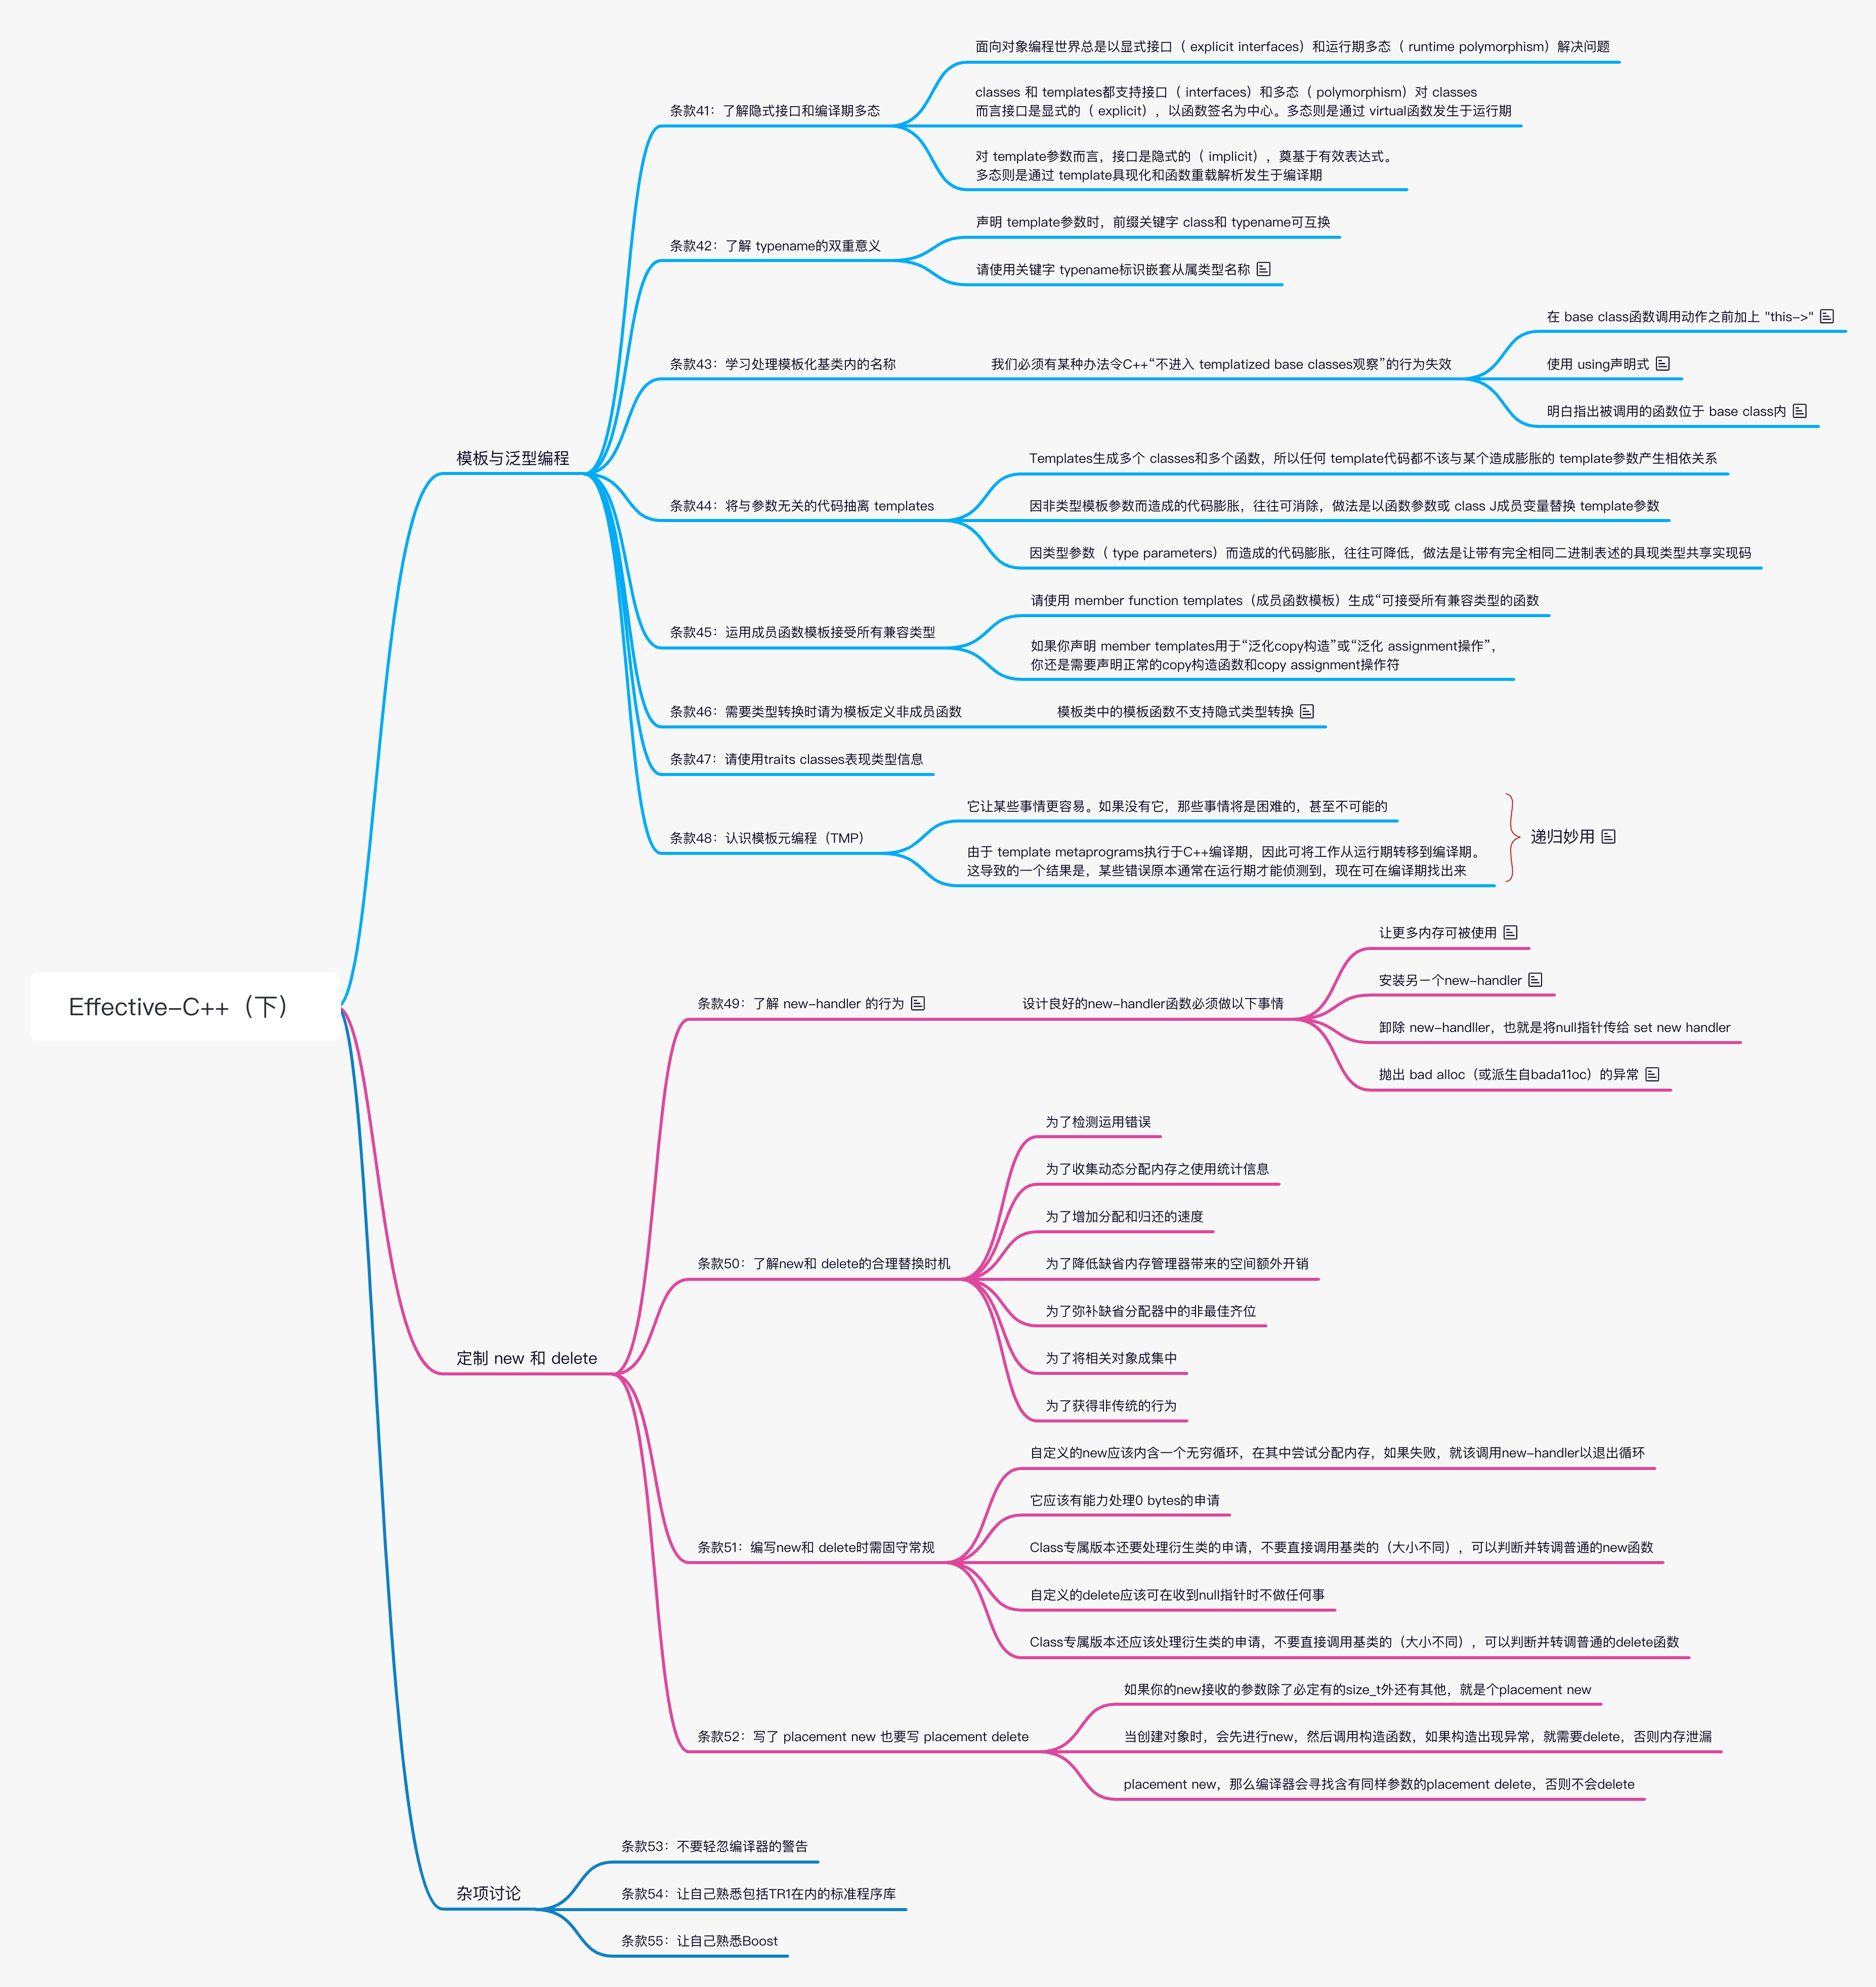 Effective-C++（下）
模板与泛型编程
条款41：了解隐式接口和编译期多态
面向对象编程世界总是以显式接口（ explicit interfaces）和运行期多态（ runtime polymorphism）解决问题
classes 和 templates都支持接口（ interfaces）和多态（ polymorphism）对 classes
而言接口是显式的（ explicit），以函数签名为中心。多态则是通过 virtual函数发生于运行期
对 template参数而言，接口是隐式的（ implicit），奠基于有效表达式。
多态则是通过 template具现化和函数重载解析发生于编译期
条款42：了解 typename的双重意义
声明 template参数时，前缀关键字 class和 typename可互换
请使用关键字 typename标识嵌套从属类型名称
条款43：学习处理模板化基类内的名称
我们必须有某种办法令C++“不进入 templatized base classes观察”的行为失效
在 base class函数调用动作之前加上 "this->"
使用 using声明式
明白指出被调用的函数位于 base class内
条款44：将与参数无关的代码抽离 templates
Templates生成多个 classes和多个函数，所以任何 template代码都不该与某个造成膨胀的 template参数产生相依关系
因非类型模板参数而造成的代码膨胀，往往可消除，做法是以函数参数或 class J成员变量替换 template参数
因类型参数（ type parameters）而造成的代码膨胀，往往可降低，做法是让带有完全相同二进制表述的具现类型共享实现码
条款45：运用成员函数模板接受所有兼容类型
请使用 member function templates（成员函数模板）生成“可接受所有兼容类型的函数
如果你声明 member templates用于“泛化copy构造”或“泛化 assignment操作”，
你还是需要声明正常的copy构造函数和copy assignment操作符
条款46：需要类型转换时请为模板定义非成员函数
模板类中的模板函数不支持隐式类型转换
条款47：请使用traits classes表现类型信息
条款48：认识模板元编程（TMP）
它让某些事情更容易。如果没有它，那些事情将是困难的，甚至不可能的
由于 template metaprograms执行于C++编译期，因此可将工作从运行期转移到编译期。
这导致的一个结果是，某些错误原本通常在运行期才能侦测到，现在可在编译期找出来
递归妙用
定制 new 和 delete
条款49：了解 new-handler 的行为
设计良好的new-handler函数必须做以下事情
让更多内存可被使用
安装另一个new-handler
卸除 new-handller，也就是将null指针传给 set new handler
抛出 bad alloc（或派生自bada11oc）的异常
条款50：了解new和 delete的合理替换时机
为了检测运用错误
为了收集动态分配内存之使用统计信息
为了增加分配和归还的速度
为了降低缺省内存管理器带来的空间额外开销
为了弥补缺省分配器中的非最佳齐位
为了将相关对象成集中
为了获得非传统的行为
条款51：编写new和 delete时需固守常规
自定义的new应该内含一个无穷循环，在其中尝试分配内存，如果失败，就该调用new-handler以退出循环
它应该有能力处理0 bytes的申请
Class专属版本还要处理衍生类的申请，不要直接调用基类的（大小不同），可以判断并转调普通的new函数
自定义的delete应该可在收到null指针时不做任何事
Class专属版本还应该处理衍生类的申请，不要直接调用基类的（大小不同），可以判断并转调普通的delete函数
条款52：写了 placement new 也要写 placement delete
如果你的new接收的参数除了必定有的size_t外还有其他，就是个placement new
当创建对象时，会先进行new，然后调用构造函数，如果构造出现异常，就需要delete，否则内存泄漏
placement new，那么编译器会寻找含有同样参数的placement delete，否则不会delete
杂项讨论
条款53：不要轻忽编译器的警告
条款54：让自己熟悉包括TR1在内的标准程序库
条款55：让自己熟悉Boost